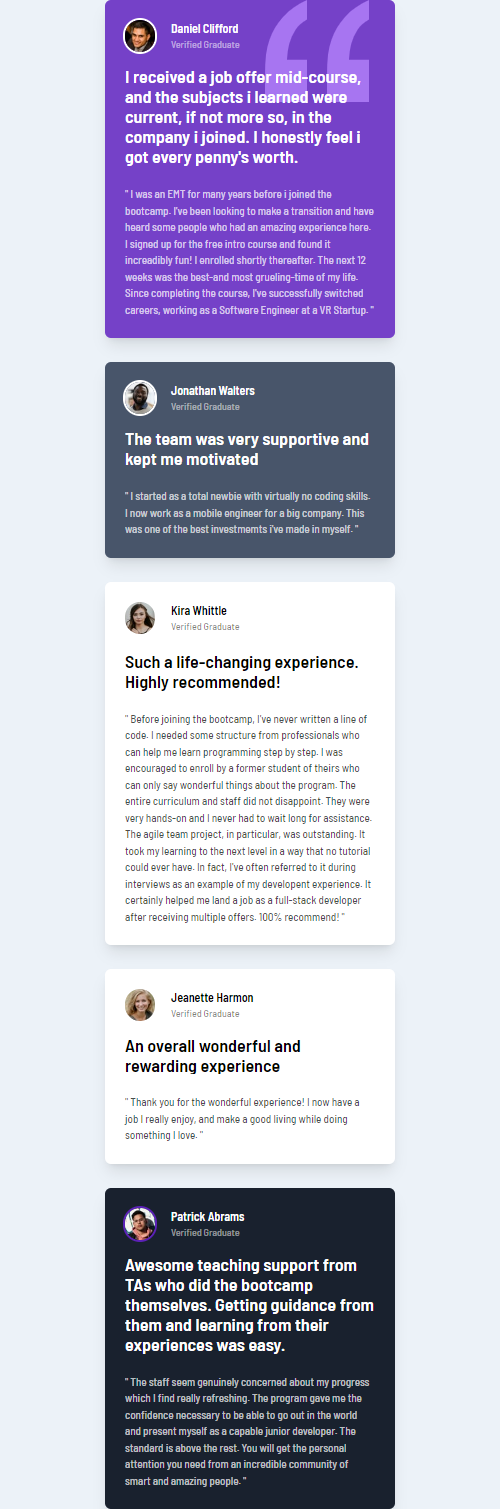 Daniel Clifford
Verified Graduate
I received a job offer mid-course,
and the subjects i learned were
current, if not more so, in the
company i joined. I honestly feel i
got every penny's worth.
" I was an EMT for many years before i joined the
bootcamp. I've been looking to make a transition and have
heard some people who had an amazing experience here.
I signed up for the free intro course and found it
increadibly fun! I enrolled shortly thereafter. The next 12
weeks was the best-and most grueling-time of my life.
Since completing the course, I've successfully switched
careers, working as a Software Engineer at a VR Startup. "
Jonathan Walters
Verified Graduate
The team was very supportive and
kept me motivated
" I started as a total newbie with virtually no coding skills.
I now work as a mobile engineer for a big company. This
was one of the best investmemts i've made in myself. "
Kira Whittle
Verified Graduate
Such a life-changing experience.
Highly recommended!
" Before joining the bootcamp, I've never written a line of
code. I needed some structure from professionals who
can help me learn programming step by step. I was
encouraged to enroll by a former student of theirs who
can only say wonderful things about the program. The
entire curriculum and staff did not disappoint. They were
very hands-on and I never had to wait long for assistance.
The agile team project, in particular, was outstanding. It
took my learning to the next level in a way that no tutorial
could ever have. In fact, I've often referred to it during
interviews as an example of my developent experience. It
certainly helped me land a job as a full-stack developer
after receiving multiple offers. 100% recommend! "
Jeanette Harmon
Verified Graduate
An overall wonderful and
rewarding experience
" Thank you for the wonderful experience! I now have a
job I really enjoy, and make a good living while doing
something I love. "
Patrick Abrams
Verified Graduate
Awesome teaching support from
TAs who did the bootcamp
themselves. Getting guidance from
them and learning from their
experiences was easy.
" The staff seem genuinely concerned about my progress
which I find really refreshing. The program gave me the
confidence necessary to be able to go out in the world
and present myself as a capable junior developer. The
standard is above the rest. You will get the personal
attention you need from an incredible community of
smart and amazing people. "